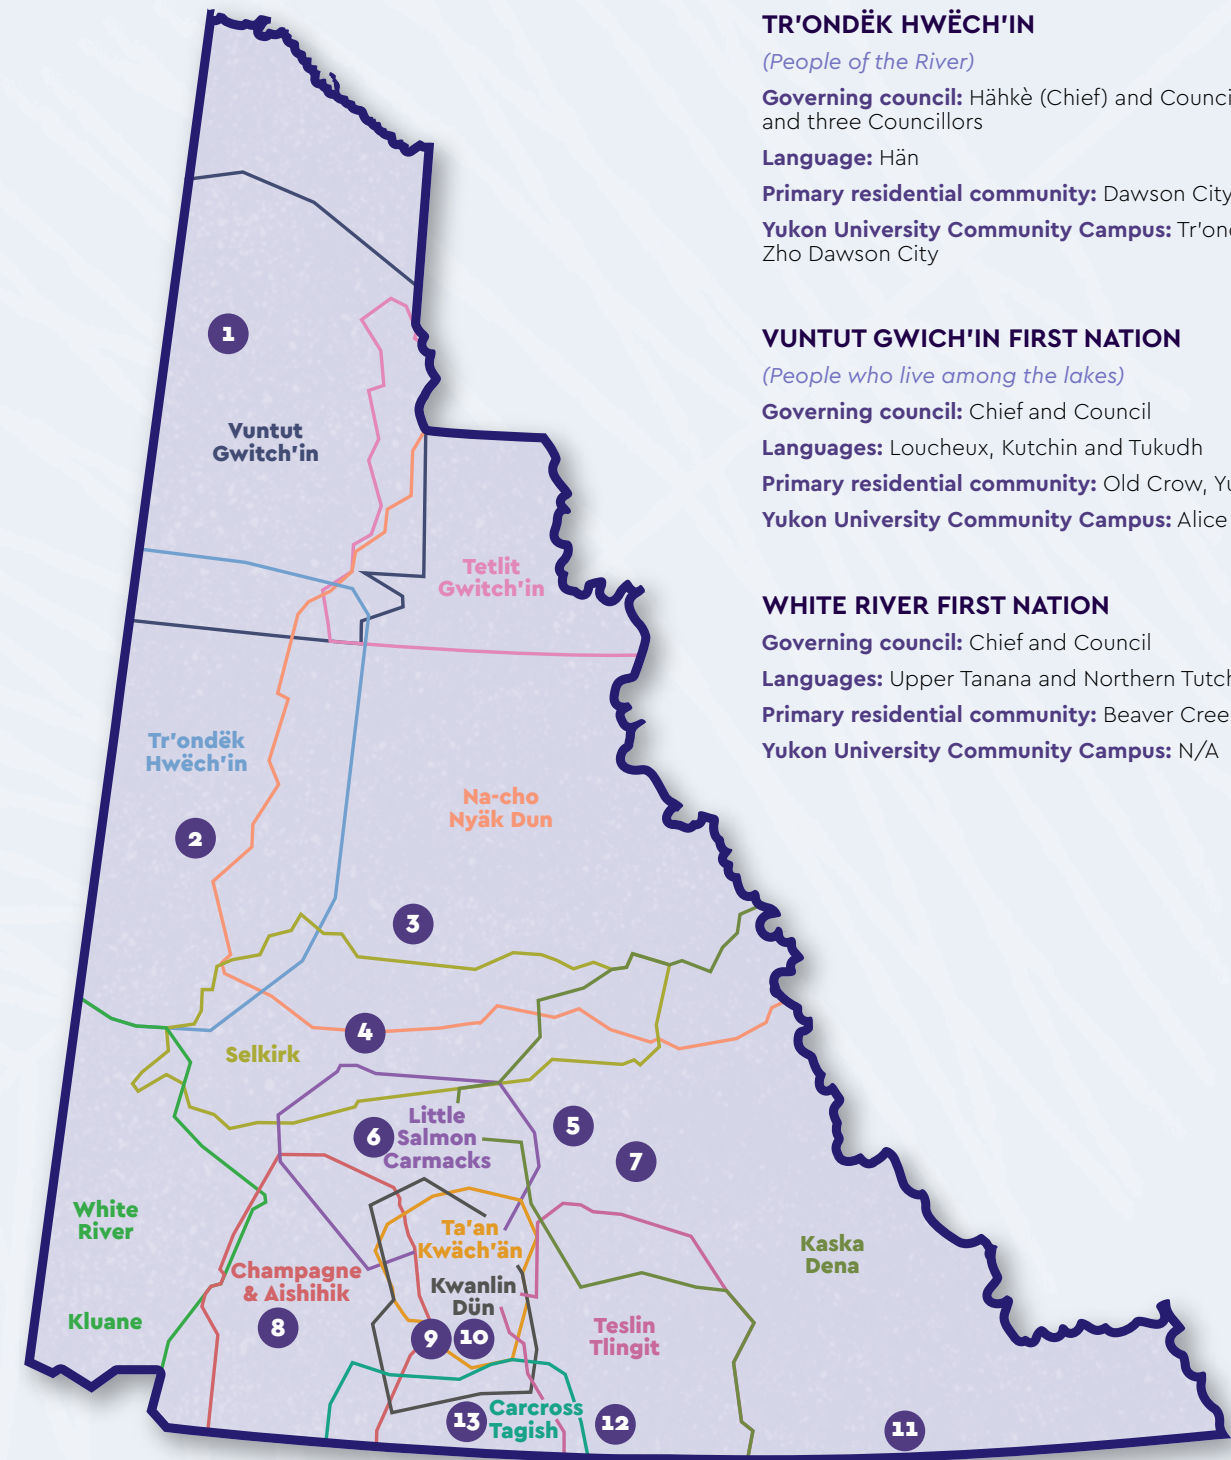 TR'ONDËK HWËCH'IN
(People of the River)
Governing council: Hähkè (Chief) and Counci
and three Councillors
Language: Hän
Primary residential community: Dawson City
Yukon University Community Campus: Tr'ond
Zho Dawson City
VUNTUT GWICH'IN FIRST NATION
(People who live among the lakes)
Governing council: Chief and Council
Languages: Loucheux, Kutchin and Tukudh
Primary residential community: Old Crow, Yu
Yukon University Community Campus: Alice
WHITE RIVER FIRST NATION
Governing council: Chief and Council
Languages: Upper Tanana and Northern Tutch
Primary residential community: Beaver Cree
Yukon University Community Campus: N/A
1
Vuntut
Gwitch'in
Tetlit
Gwitch'in
Tr'ondëk
Hwëch'in
2
Na-cho
Nyäk Dun
3
4
Selkirk
5
6
Little
Salmon
Carmacks
7
White
River
Ta'an
Kwäch'än
Kaska
Dena
Champagne
& Aishihik
8
Kwanlin
Dün
Kluane
9
10
Teslin
Tlingit
13
Carcross
Tagish
12
11